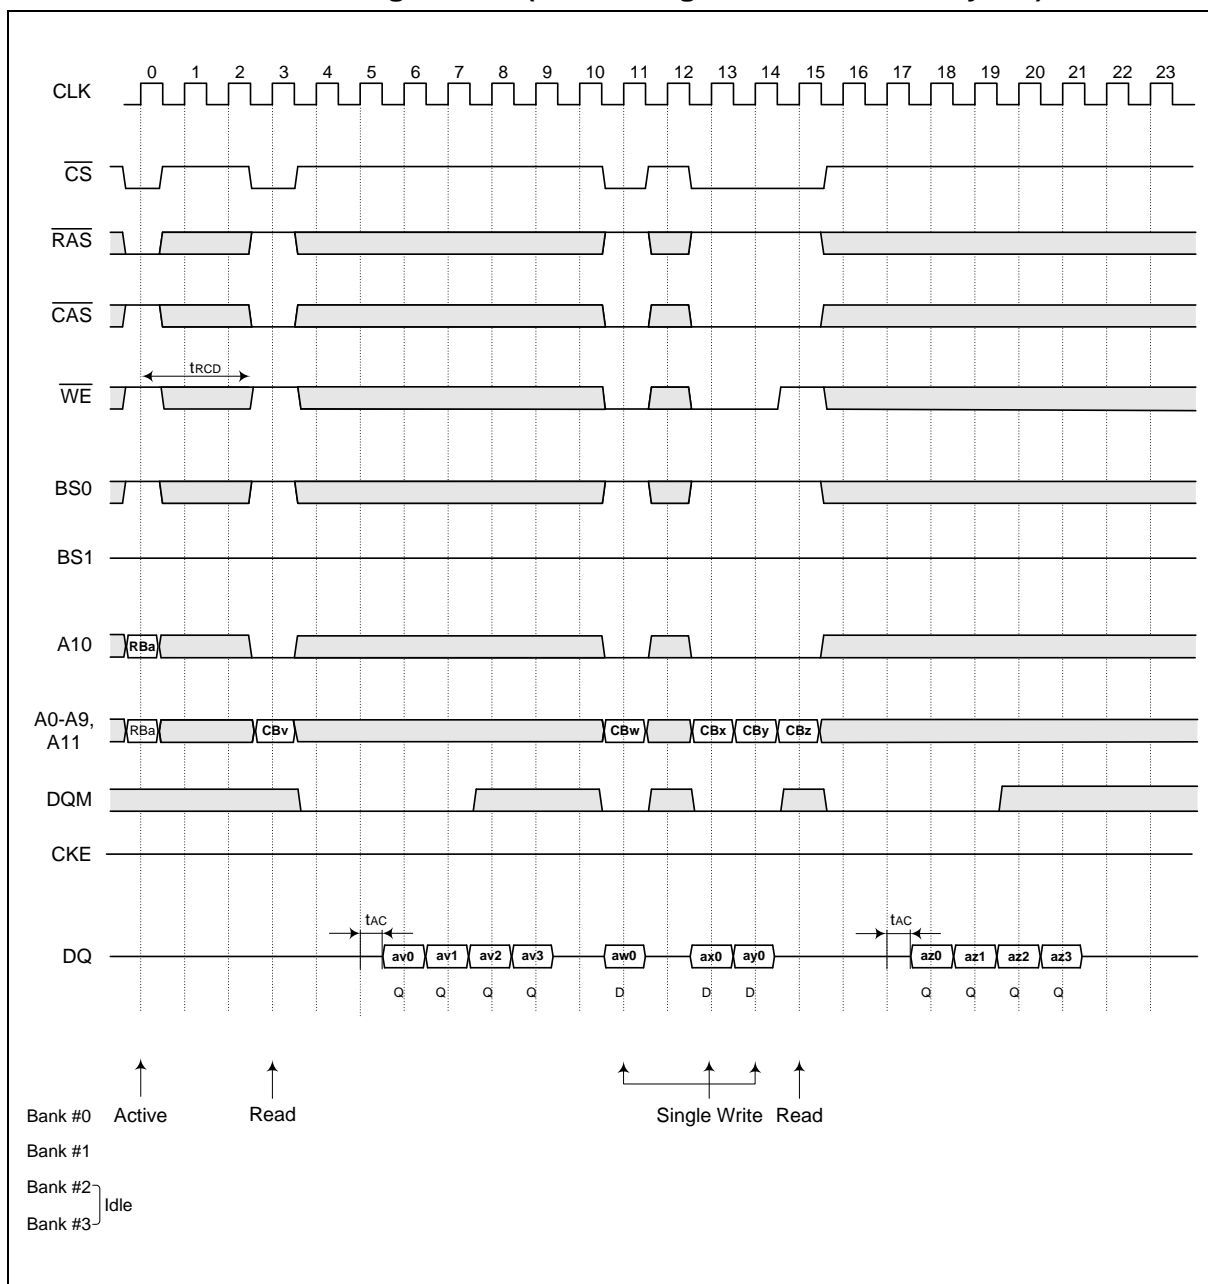 0 1 2 3 4 5 6 7 8 9 10 11 12 13 14 15 16 17 18 19 20 21 22 23
CLK
CS
RAS
CAS
tRCD
WE
BS0
BS1
A10 RBa
A0-A9,
A11
RBa CBv CBw CBx CBy CBz
DQM
CKE
tAC tAC
DQ av0 av1 av2 av3 aw0 ax0 ay0 az0 az1 az2 az3
Q Q Q Q D D D Q Q Q Q
Bank #0 Active Read Single Write Read
Bank #1
Bank #2
Idle
Bank #3